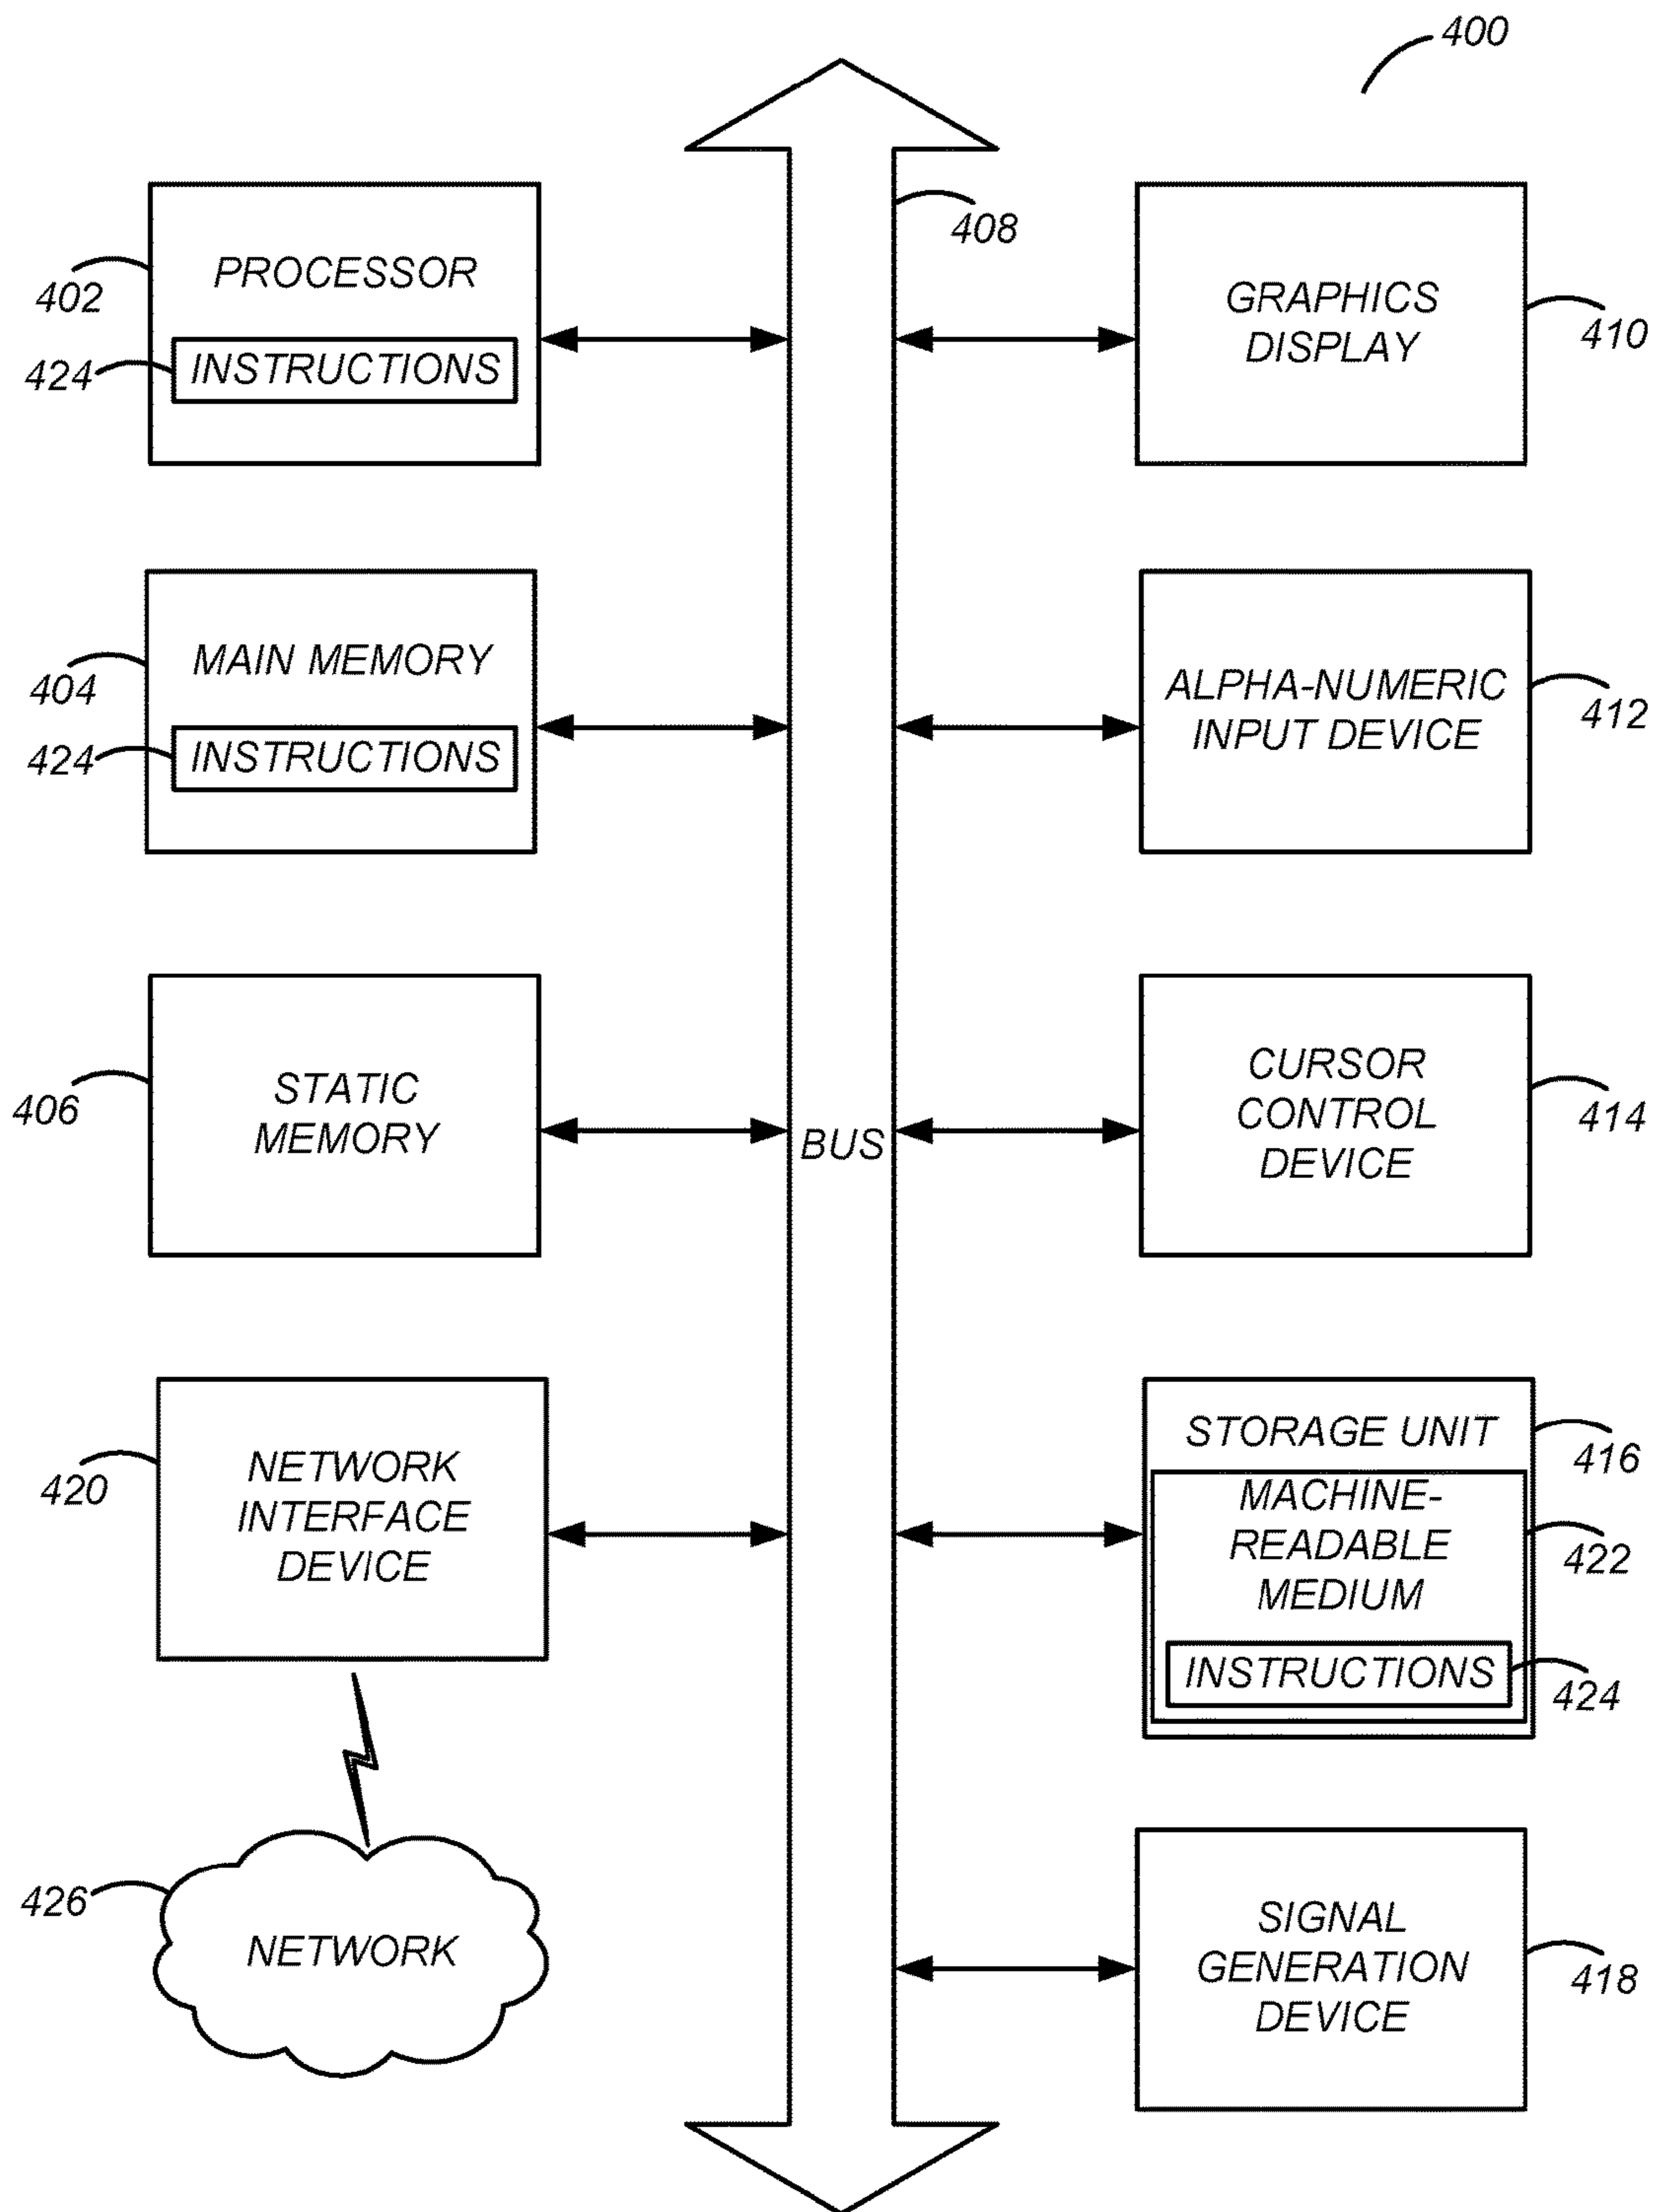 400
408
PROCESSOR
402
INSTRUCTIONS
424
GRAPHICS
DISPLAY
410
MAIN MEMORY
404
INSTRUCTIONS
424
ALPHA-NUMERIC
INPUT DEVICE
412
STATIC
MEMORY
406
BUS
CURSOR
CONTROL
DEVICE
414
NETWORK
INTERFACE
DEVICE
420
STORAGE UNIT
416
MACHINE-
READABLE
MEDIUM
422
INSTRUCTIONS
424
426
NETWORK
SIGNAL
GENERATION
DEVICE
418